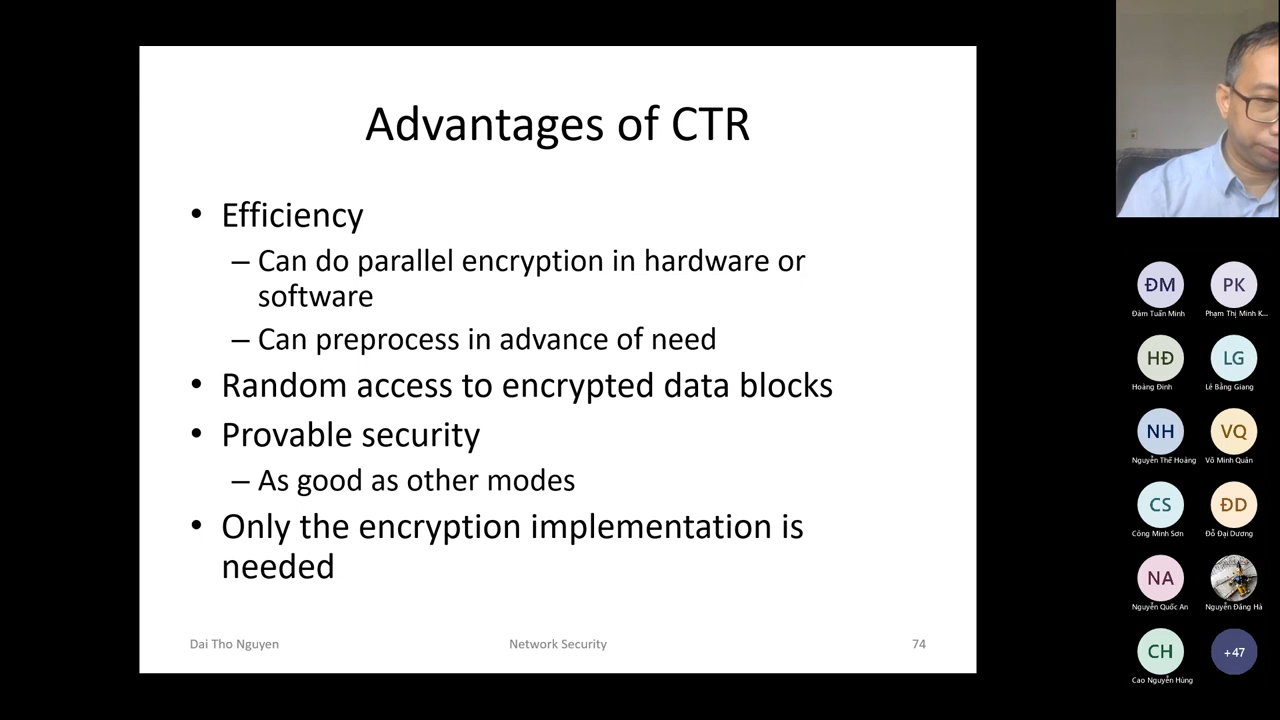 Advantages of CTR
• Efficiency
– Can do parallel encryption in hardware or
software
– Can preprocess in advance of need
• Random access to encrypted data blocks
• Provable security
– As good as other modes
• Only the encryption implementation is
needed
Dai Tho Nguyen Network Security 74
ĐM PK
Đàm Tuấn Minh Phạm Thị Minh K...
HĐ LG
Hoàng Đinh Lê Bằng Giang
NH VQ
Nguyễn Thế Hoàng Võ Minh Quân
CS ĐD
Công Minh Sơn Đỗ Đại Dương
NA
Nguyễn Quốc An Nguyễn Đăng Hà
CH +47
Cao Nguyễn Hùng